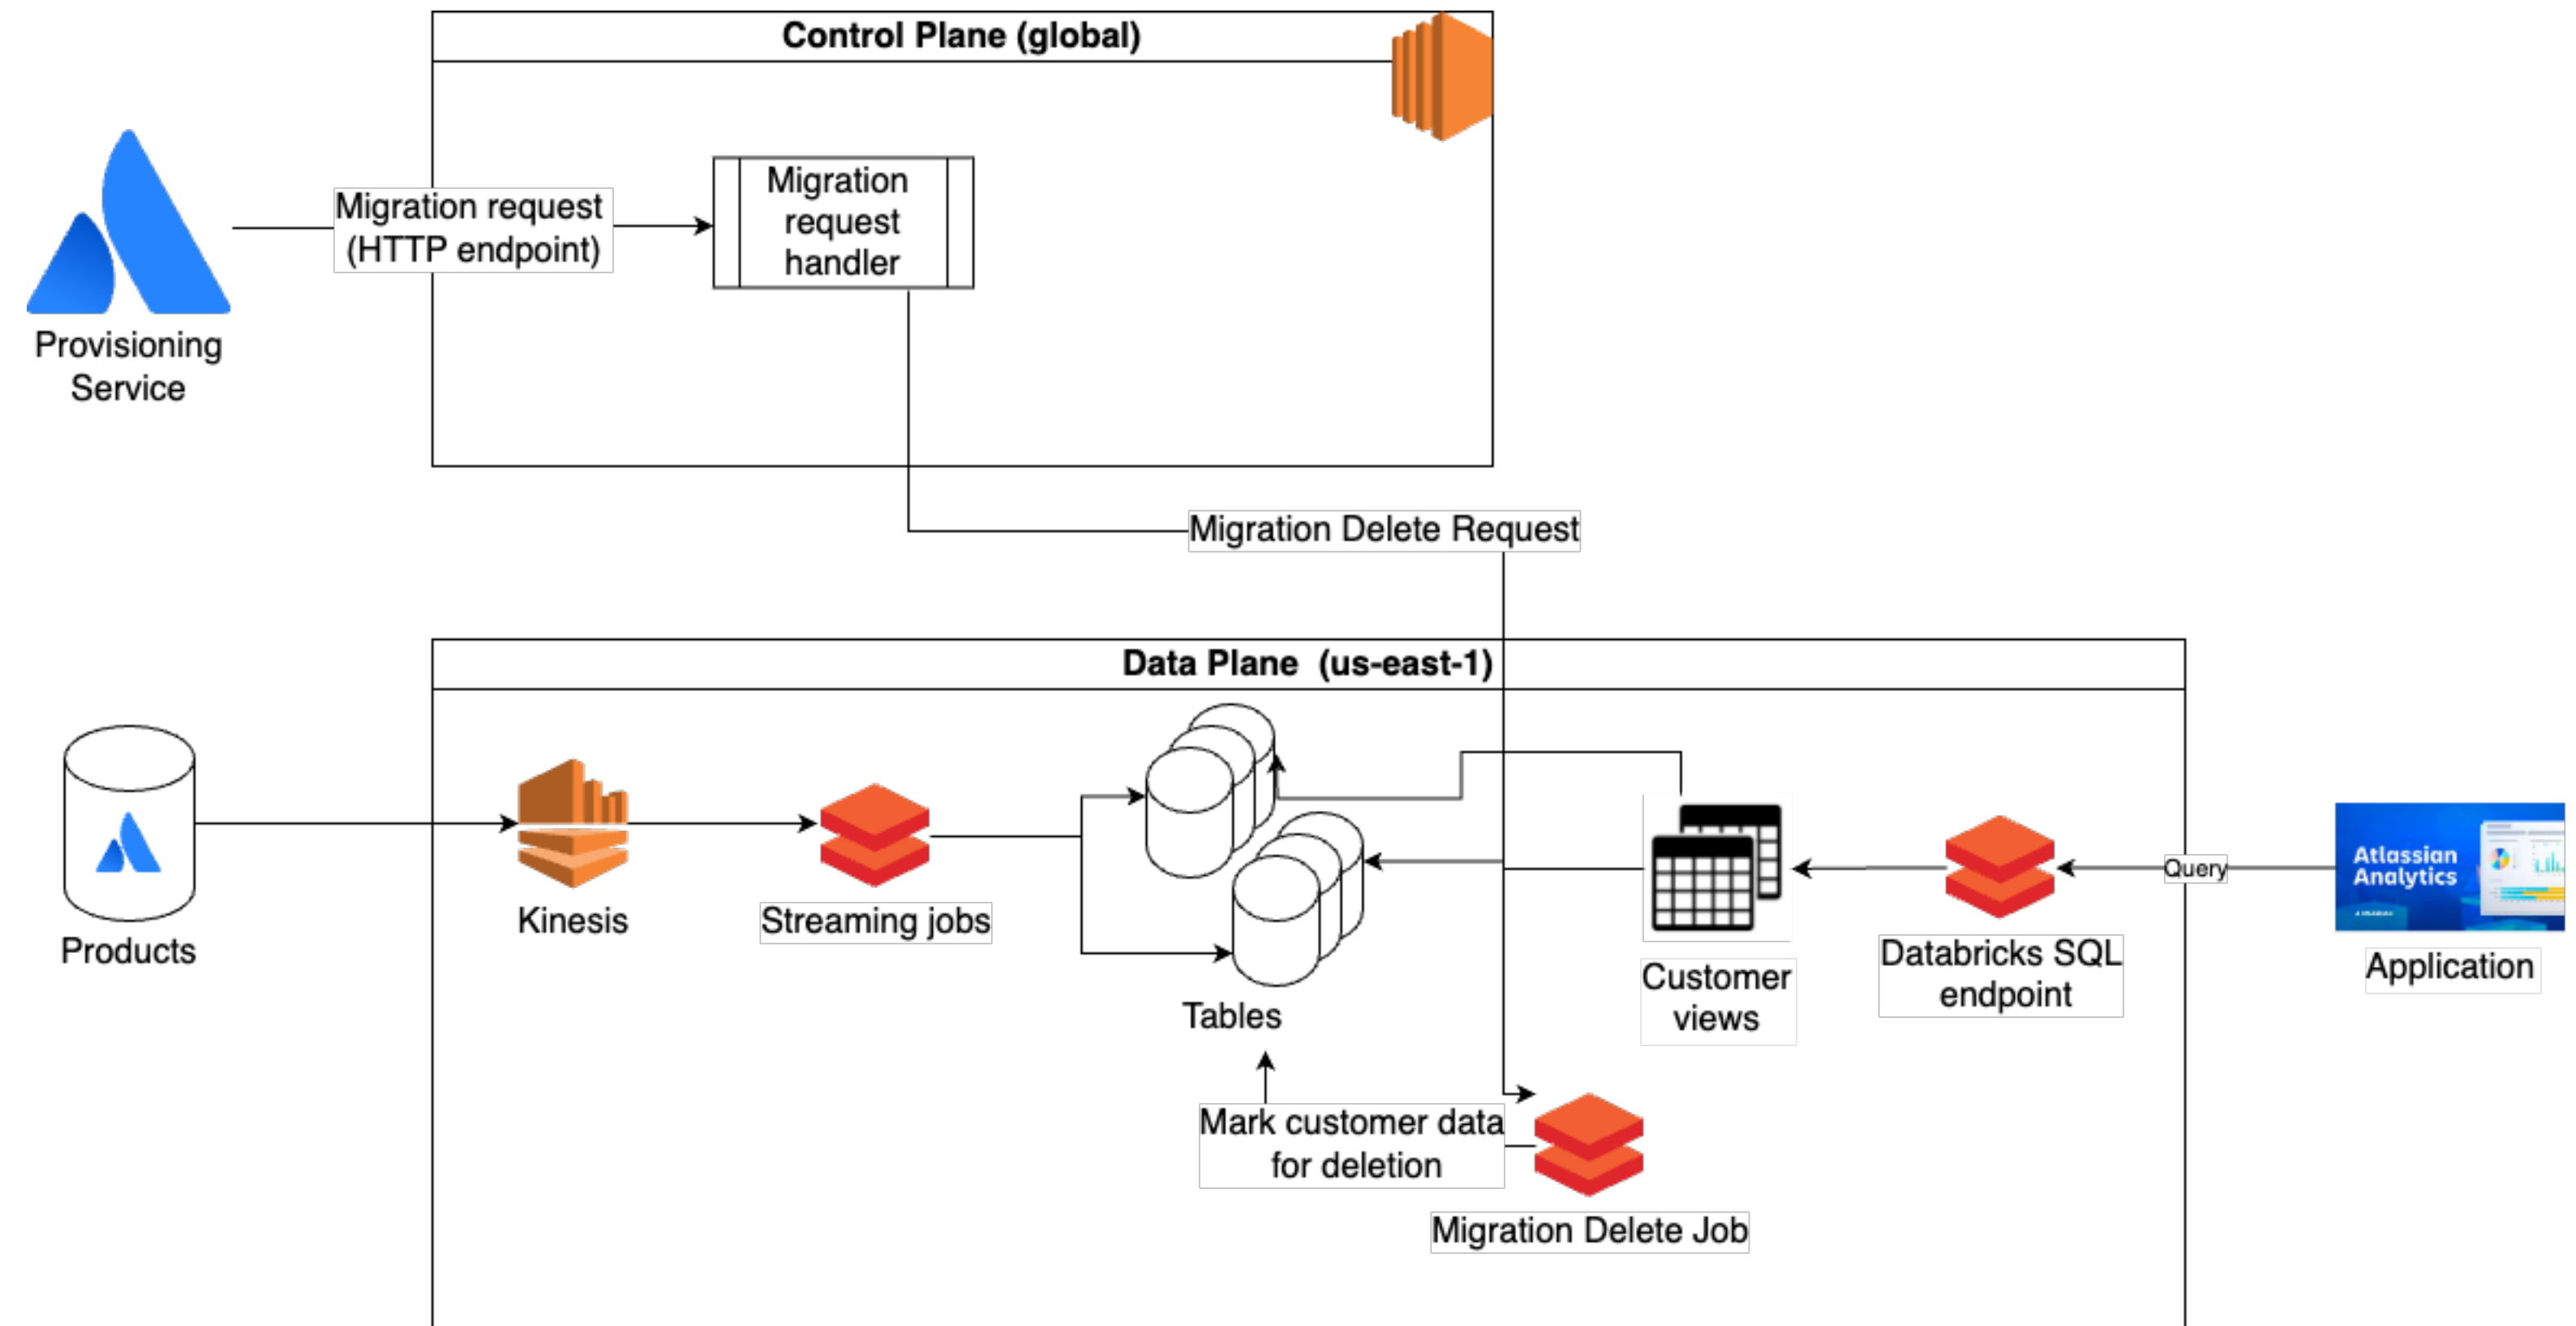 Control Plane (global)
Migration request
(HTTP endpoint)
Migration
request
handler
Provisioning
Service
Migration Delete Request
Data Plane (us-east-1)
Products
Kinesis
Streaming jobs
Tables
Customer
views
Databricks SQL
endpoint
Query
Atlassian
Analytics
Application
Mark customer data
for deletion
Migration Delete Job